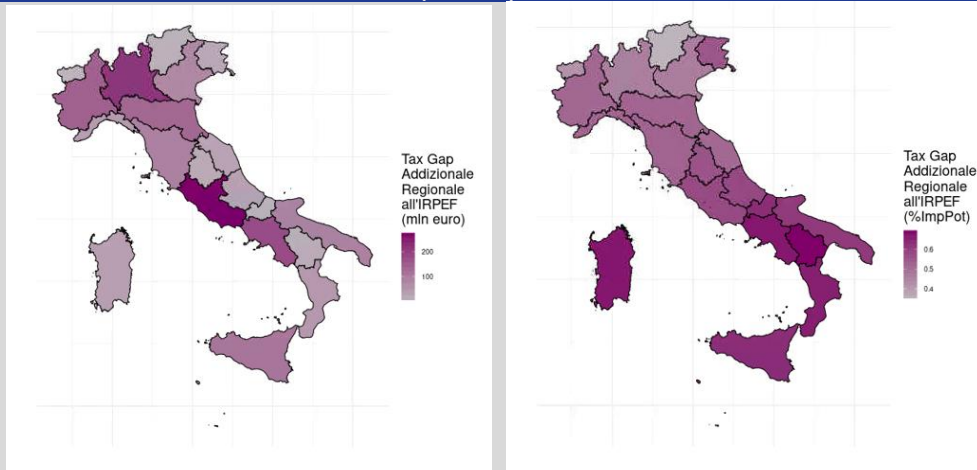 Tax Gap
Addizionale
Regionale
all'IRPEF
(mln euro)
200
100
Tax Gap
Addizionale
Regionale
all'IRPEF
(%ImpPot)
0.6
0.5
0.4